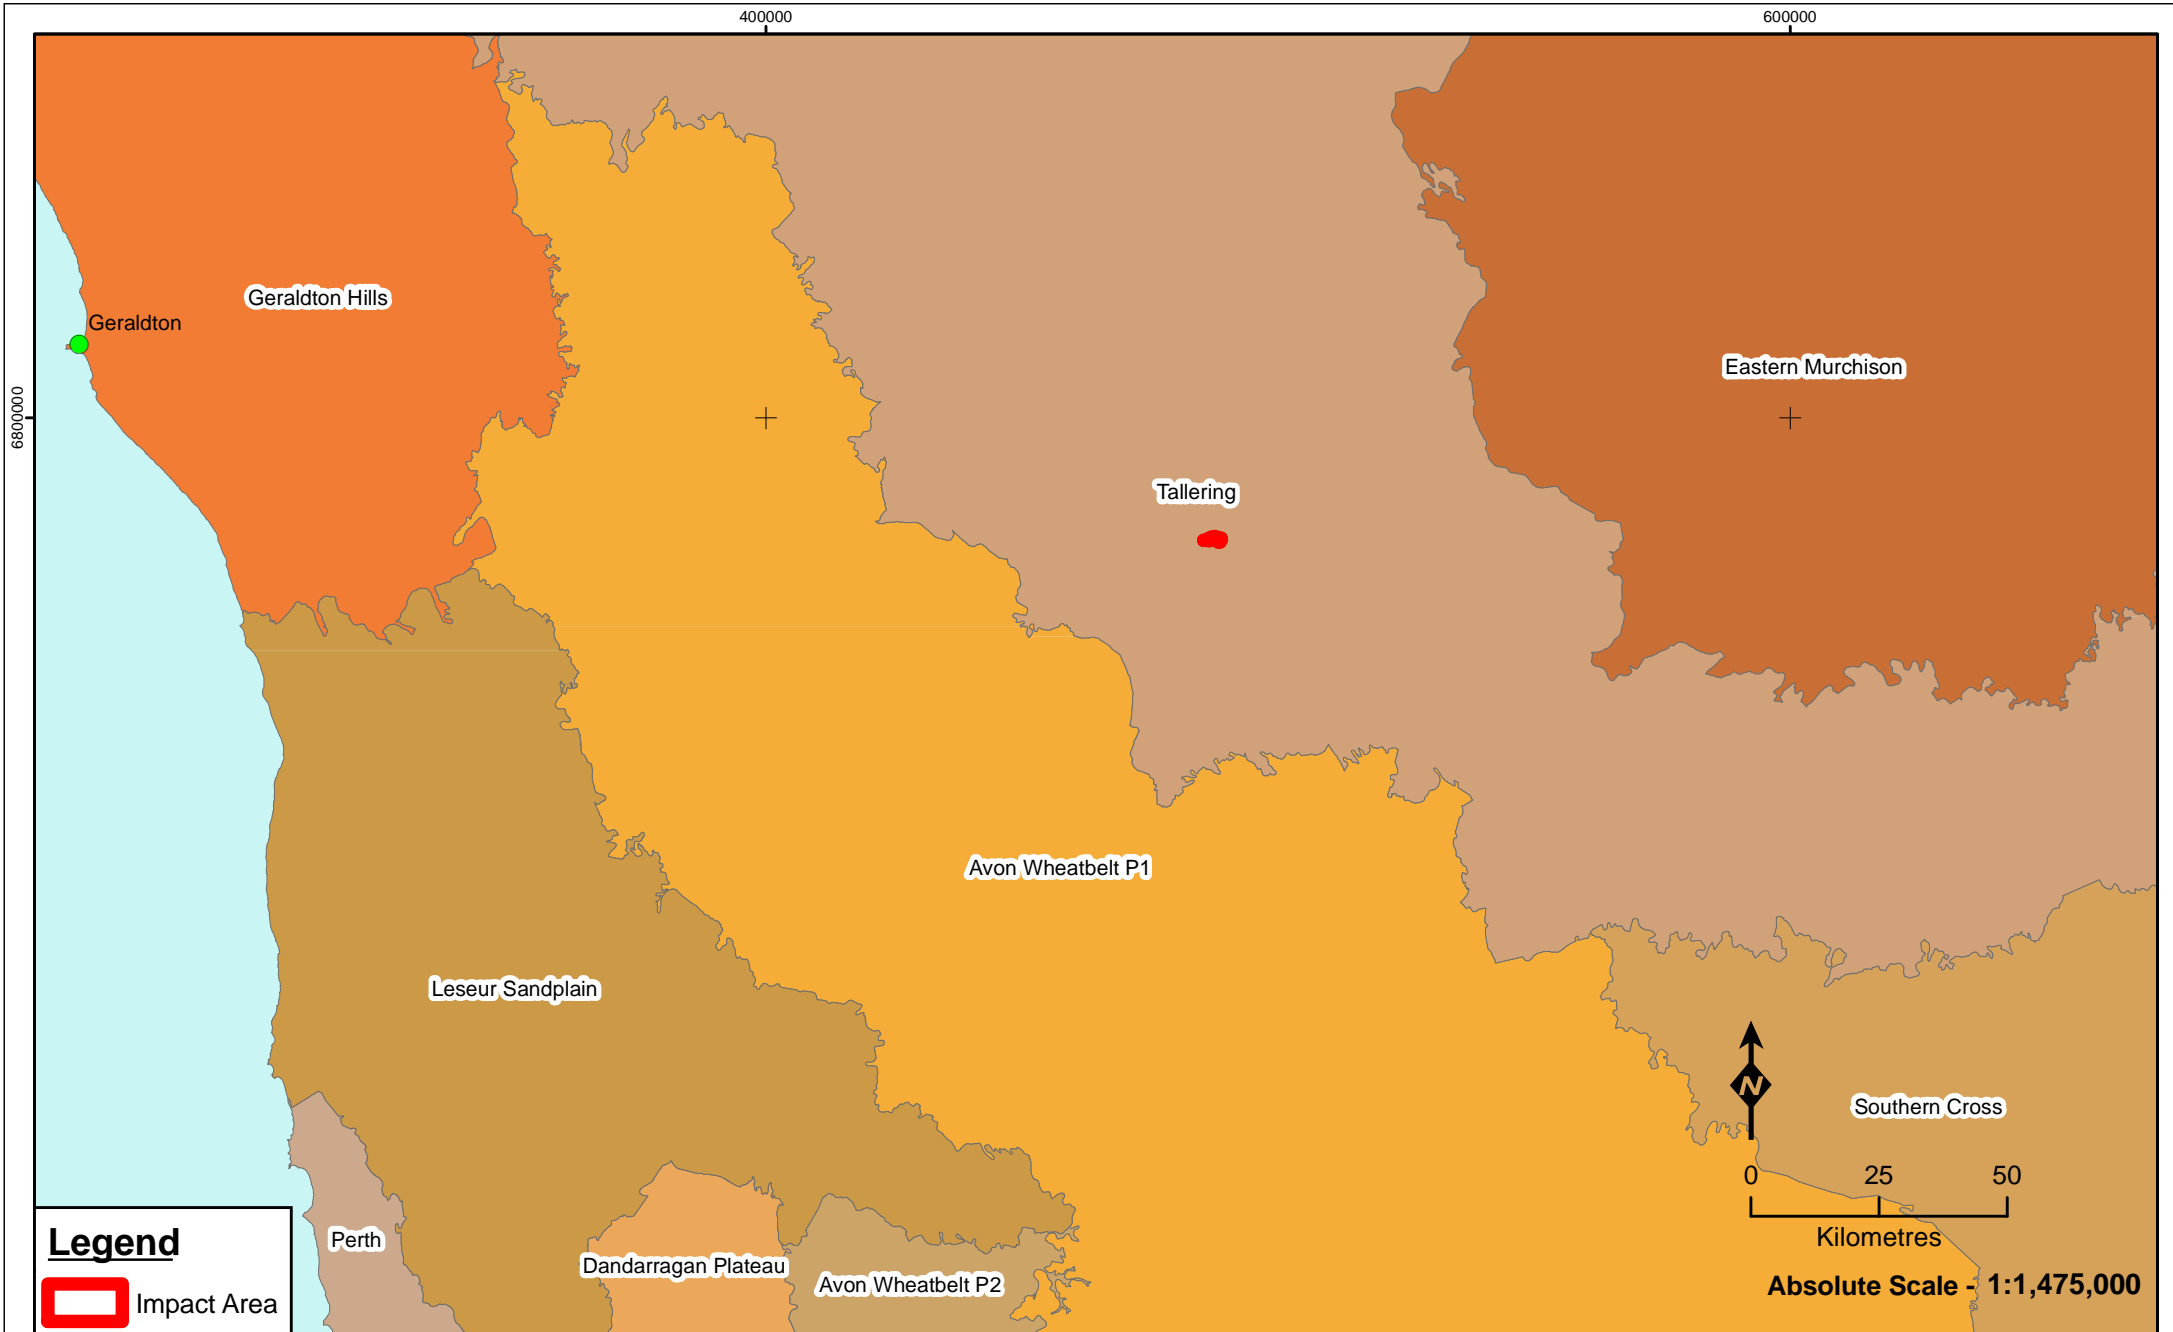 400000
600000
6800000
Geraldton Hills
Geraldton
Eastern Murchison
Tallering
Avon Wheatbelt P1
Leseur Sandplain
N
Southern Cross
0 25 50
Kilometres
Absolute Scale - 1:1,475,000
Perth
Dandarragan Plateau
Avon Wheatbelt P2
Legend
Impact Area